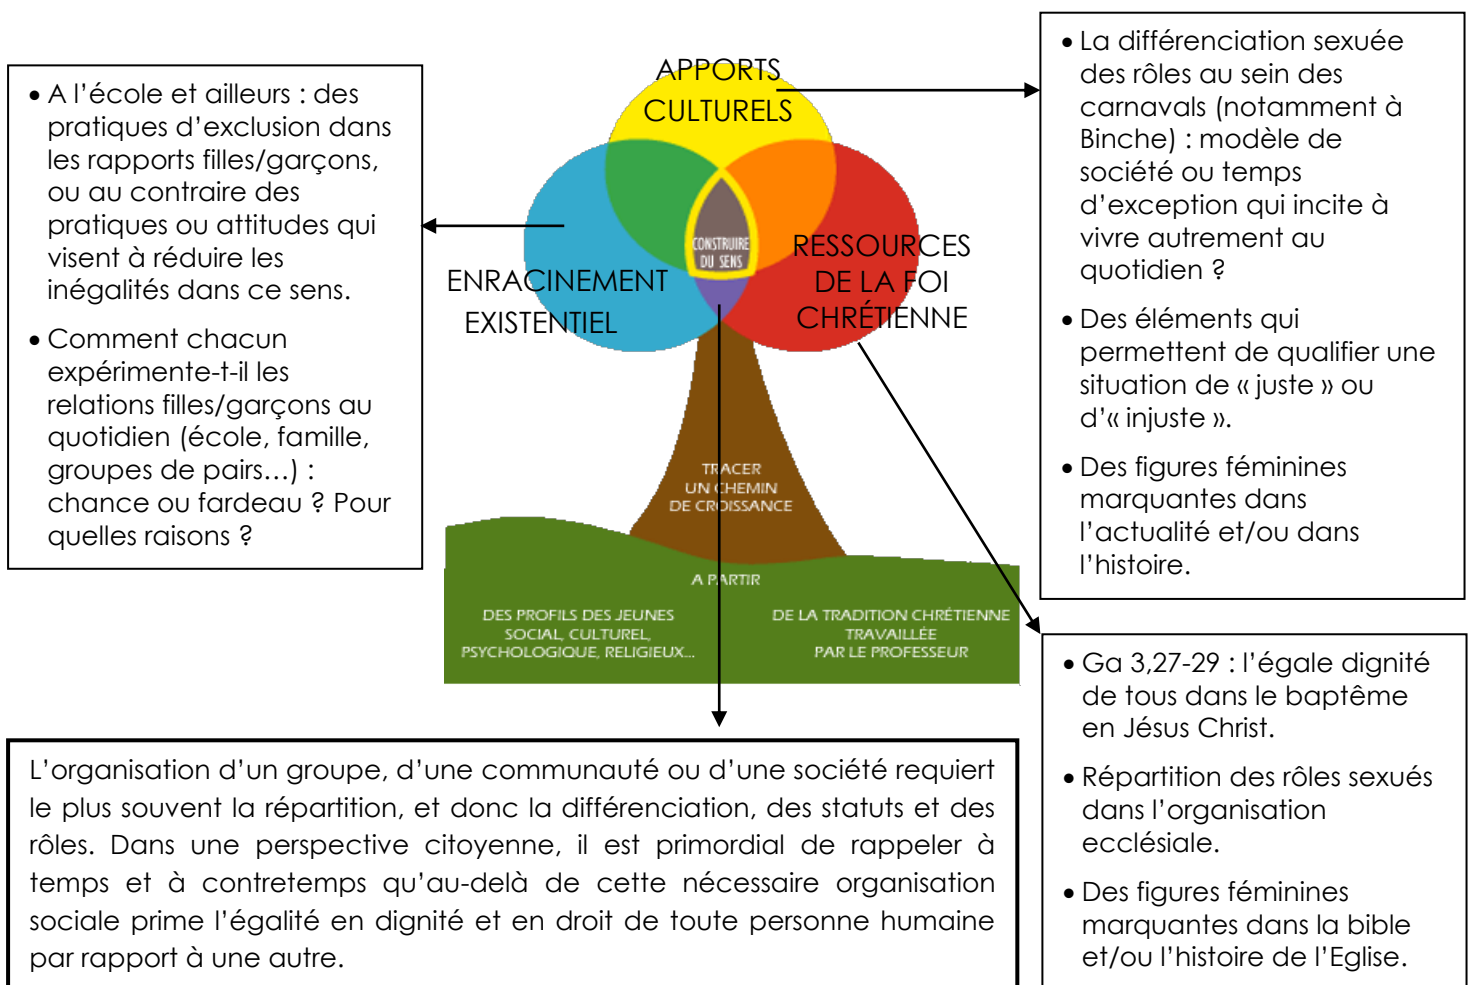 • A l’école et ailleurs : des
pratiques d’exclusion dans
les rapports filles/garçons,
ou au contraire des
pratiques ou attitudes qui
visent à réduire les
inégalités dans ce sens.
• Comment chacun
expérimente-t-il les
relations filles/garçons au
quotidien (école, famille,
groupes de pairs…) :
chance ou fardeau ? Pour
quelles raisons ?
APPORTS
CULTURELS
ENRACINEMENT
EXISTENTIEL
CONSTRUIRE
DU SENS
RESSOURCES
DE LA FOI
CHRÉTIENNE
TRACER
UN CHEMIN
DE CROISSANCE
A PARTIR
DES PROFILS DES JEUNES
SOCIAL, CULTUREL,
PSYCHOLOGIQUE, RELIGIEUX...
DE LA TRADITION CHRÉTIENNE
TRAVAILLÉE
PAR LE PROFESSEUR
• La différenciation sexuée
des rôles au sein des
carnavals (notamment à
Binche) : modèle de
société ou temps
d’exception qui incite à
vivre autrement au
quotidien ?
• Des éléments qui
permettent de qualifier une
situation de « juste » ou
d’« injuste ».
• Des figures féminines
marquantes dans
l’actualité et/ou dans
l’histoire.
• Ga 3,27-29 : l’égale dignité
de tous dans le baptême
en Jésus Christ.
• Répartition des rôles sexués
dans l’organisation
ecclésiale.
• Des figures féminines
marquantes dans la bible
et/ou l’histoire de l’Eglise.
L’organisation d’un groupe, d’une communauté ou d’une société requiert
le plus souvent la répartition, et donc la différenciation, des statuts et des
rôles. Dans une perspective citoyenne, il est primordial de rappeler à
temps et à contretemps qu’au-delà de cette nécessaire organisation
sociale prime l’égalité en dignité et en droit de toute personne humaine
par rapport à une autre.